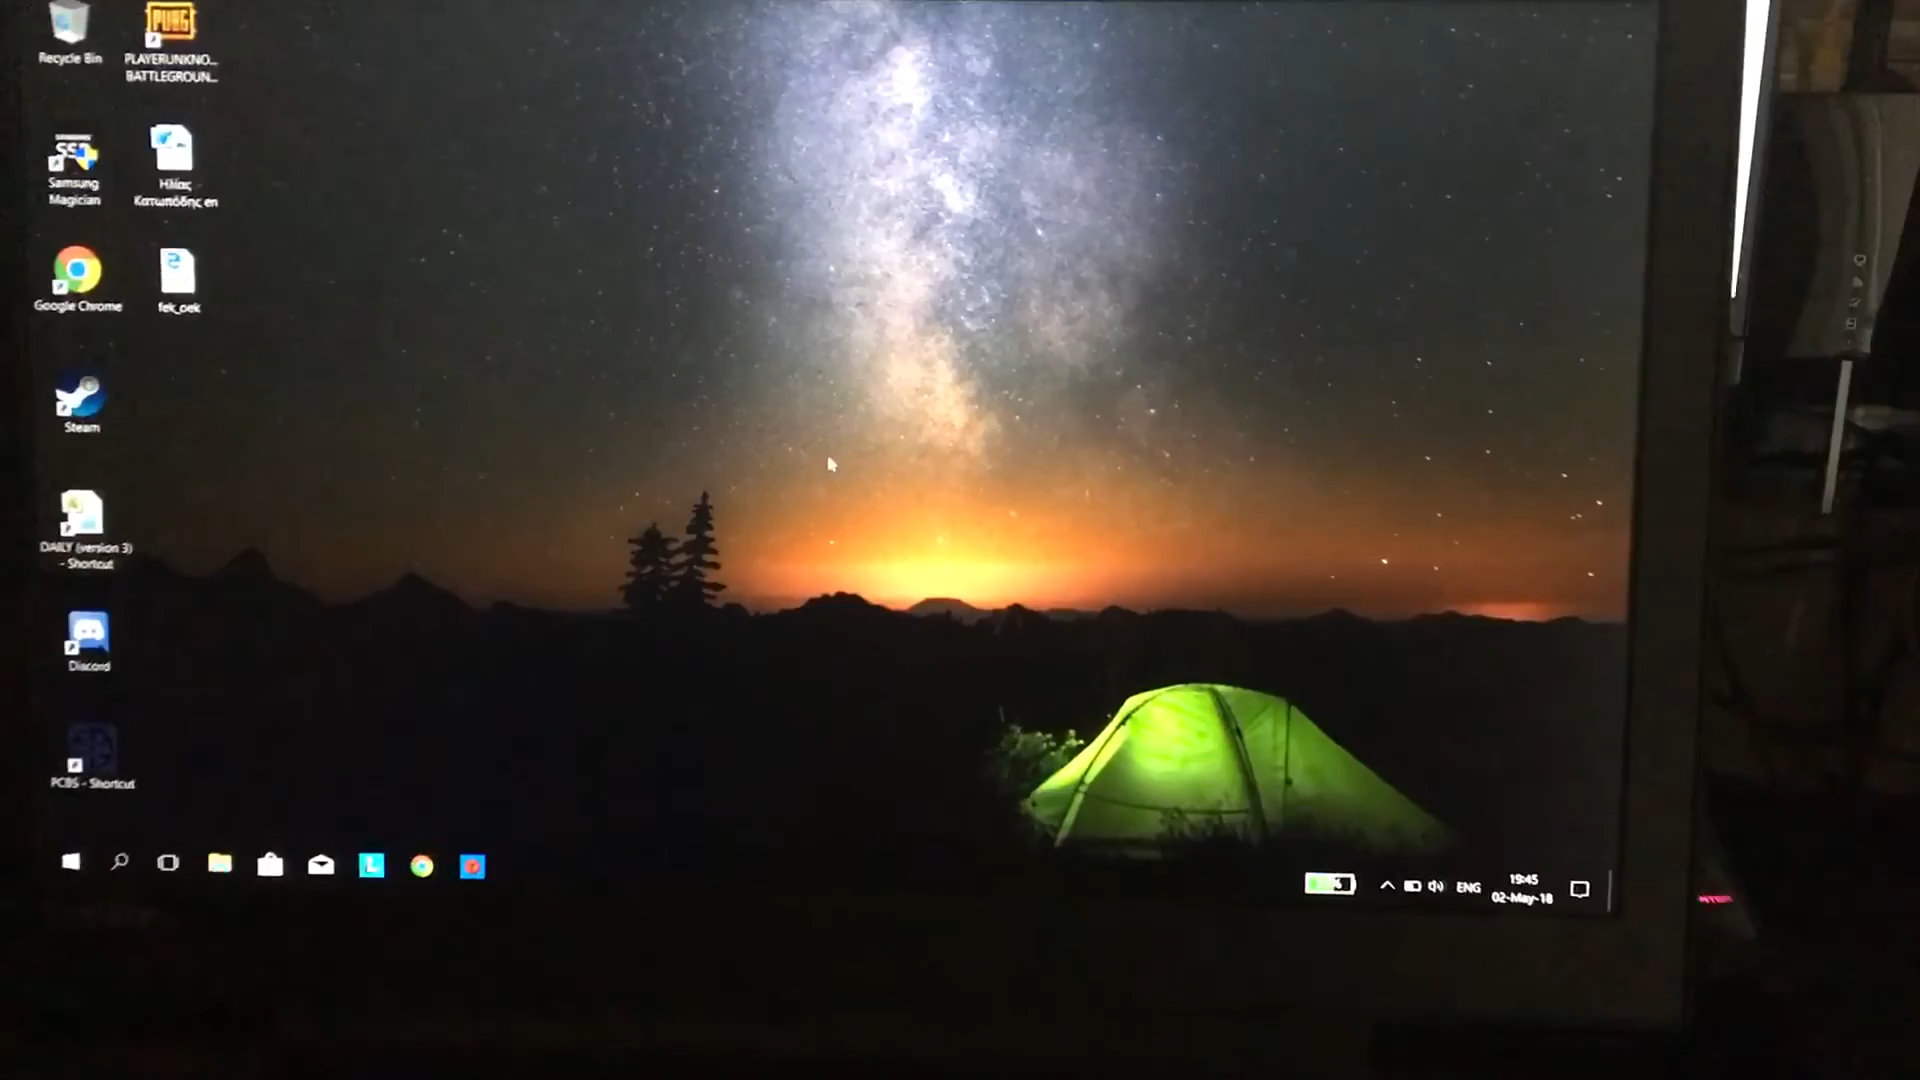 Recycle Bin
PUBG
PLAYERUNKNO...
BATTLEGROUN...
Samsung
Magician
Ηλίας
Κατωπόδης en
Google Chrome
fek_oek
Steam
DAILY (version 3)
- Shortcut
Discord
PCBS - Shortcut
L
ENG
19:45
02-May-18